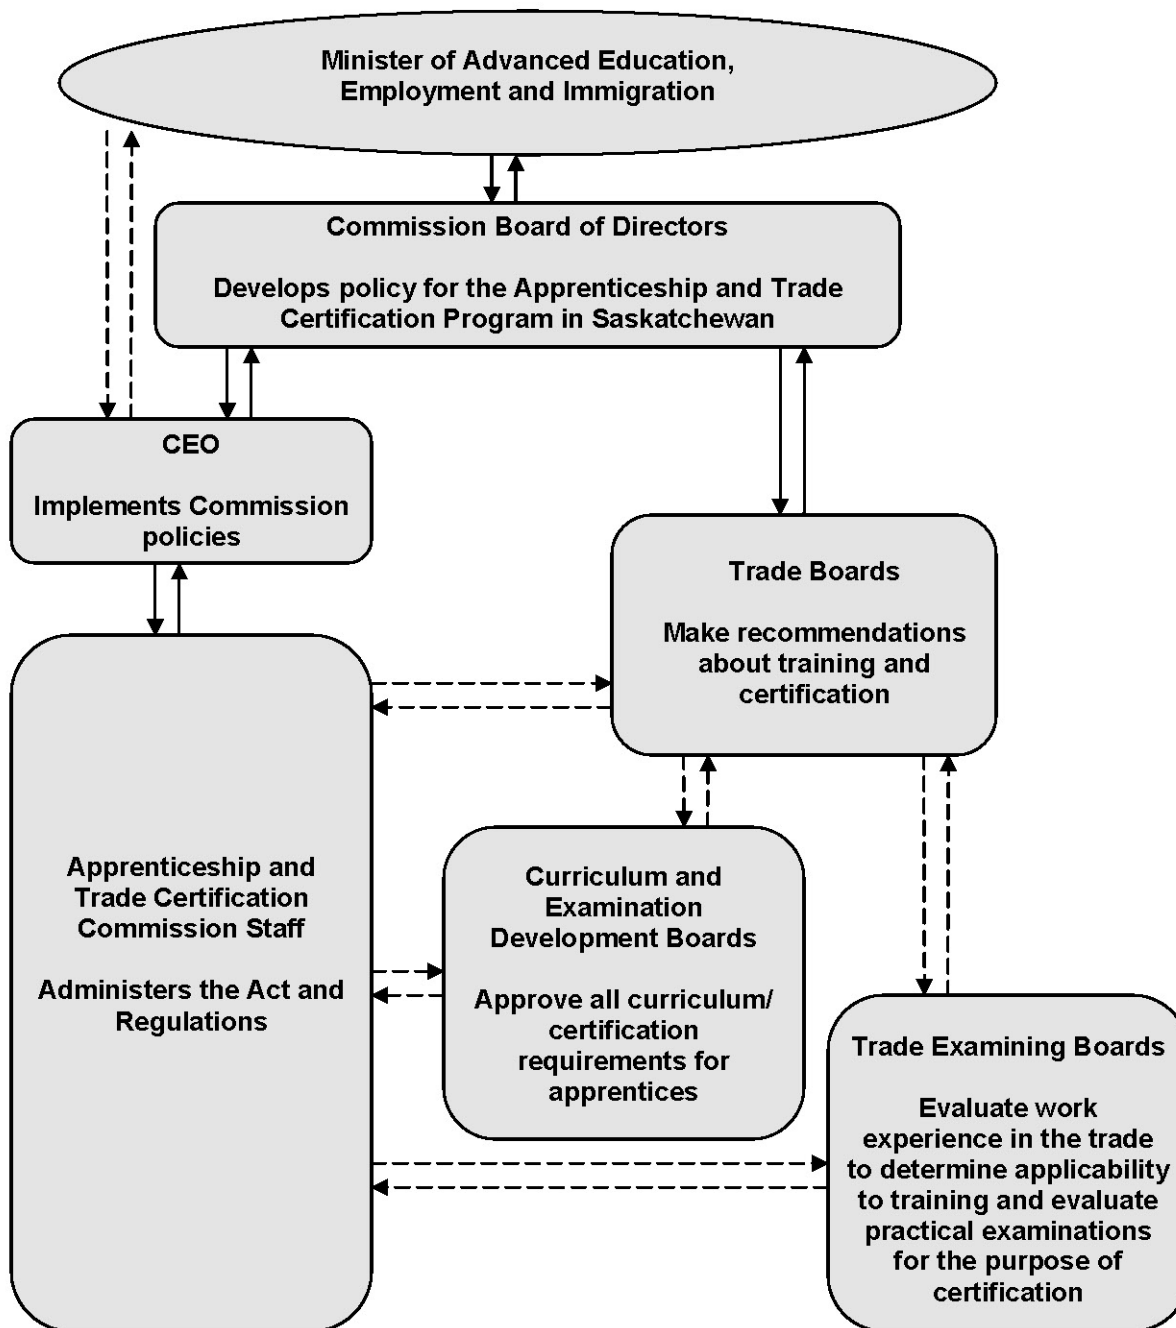 Minister of Advanced Education,
Employment and Immigration
Commission Board of Directors
Develops policy for the Apprenticeship and Trade
Certification Program in Saskatchewan
CEO
Implements Commission
policies
Trade Boards
Make recommendations
about training and
certification
Apprenticeship and
Trade Certification
Commission Staff
Administers the Act and
Regulations
Curriculum and
Examination
Development Boards
Approve all curriculum/
certification
requirements for
apprentices
Trade Examining Boards
Evaluate work
experience in the trade
to determine applicability
to training and evaluate
practical examinations
for the purpose of
certification